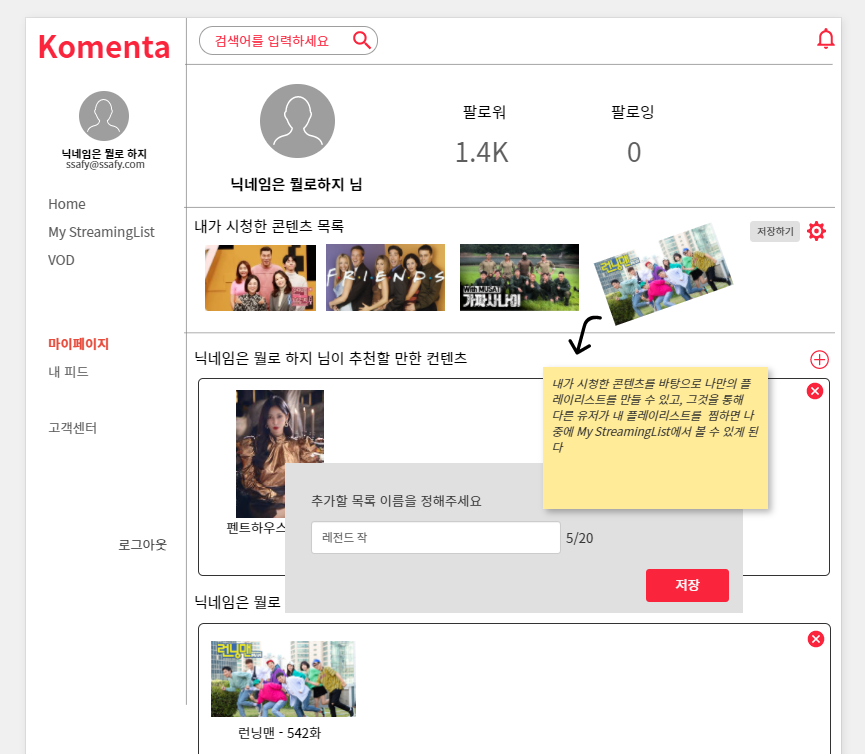 Komenta
검색어를 입력하세요
닉네임은 뭘로 하지
ssafy@ssafy.com
Home
My StreamingList
VOD
마이페이지
내 피드
고객센터
로그아웃
닉네임은 뭘로하지 님
팔로워
1.4K
팔로잉
0
내가 시청한 콘텐츠 목록
저장하기
FRIENDS
With MUSAT
가짜사나이
런닝맨
닉네임은 뭘로 하지 님이 추천할 만한 컨텐츠
내가 시청한 콘텐츠를 바탕으로 나만의 플
레이리스트를 만들 수 있고, 그것을 통해
다른 유저가 내 플레이리스트를 찜하면 나
중에 My StreamingList에서 볼 수 있게 된
다
펜트하우스
추가할 목록 이름을 정해주세요
레전드 작
5/20
저장
닉네임은 뭘로
런닝맨
런닝맨 - 542화